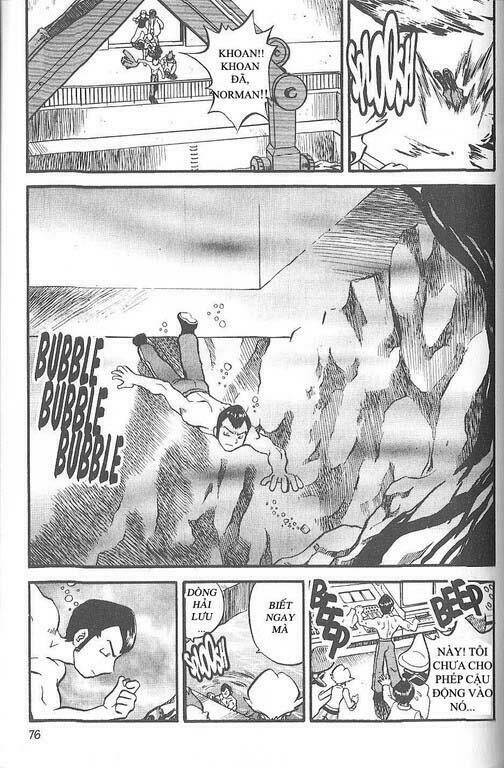 KHOAN!!
KHOAN
ĐÃ,
NORMAN!!
SPLOOSH
BUBBLE
BUBBLE
BUBBLE
DÒNG
HẢI
LƯU
...
SPLOOSH
BIẾT
NGAY
MÀ
BEEP
BEEP
NÀY! TÔI
CHƯA CHO
PHÉP CẬU
ĐỘNG VÀO
NÓ...
76